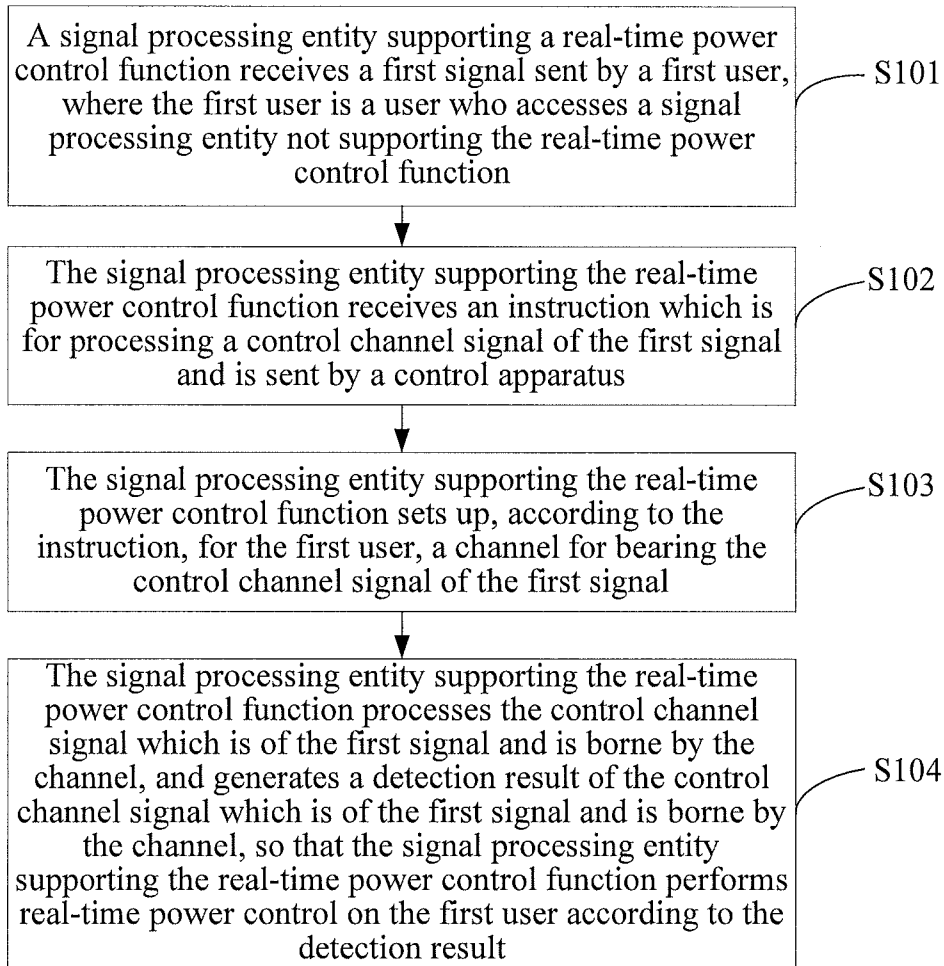 A signal processing entity supporting a real-time power
control function receives a first signal sent by a first user,
where the first user is a user who accesses a signal
processing entity not supporting the real-time power
control function
S101
The signal processing entity supporting the real-time
power control function receives an instruction which is
for processing a control channel signal of the first signal
and is sent by a control apparatus
S102
The signal processing entity supporting the real-time
power control function sets up, according to the
instruction, for the first user, a channel for bearing the
control channel signal of the first signal
S103
The signal processing entity supporting the real-time
power control function processes the control channel
signal which is of the first signal and is borne by the
channel, and generates a detection result of the control
channel signal which is of the first signal and is borne by
the channel, so that the signal processing entity
supporting the real-time power control function performs
real-time power control on the first user according to the
detection result
S104